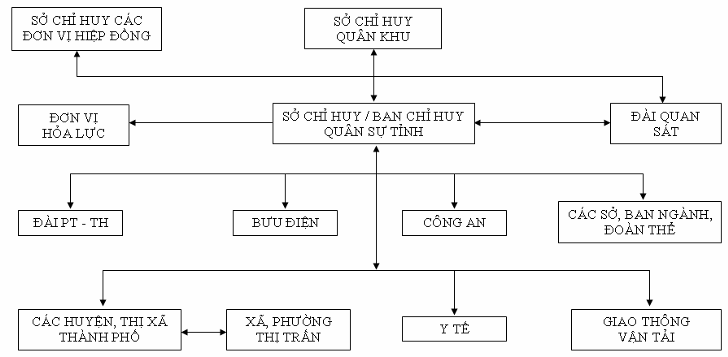 SỞ CHỈ HUY CÁC
ĐƠN VỊ HIỆP ĐỒNG
SỞ CHỈ HUY
QUÂN KHU
ĐƠN VỊ
HỎA LỰC
SỞ CHỈ HUY / BAN CHỈ HUY
QUÂN SỰ TỈNH
ĐÀI QUAN
SÁT
ĐÀI PT - TH
BƯU ĐIỆN
CÔNG AN
CÁC SỞ, BAN NGÀNH,
ĐOÀN THỂ
CÁC HUYỆN, THỊ XÃ
THÀNH PHỐ
XÃ, PHƯỜNG
THỊ TRẤN
Y TẾ
GIAO THÔNG
VẬN TẢI